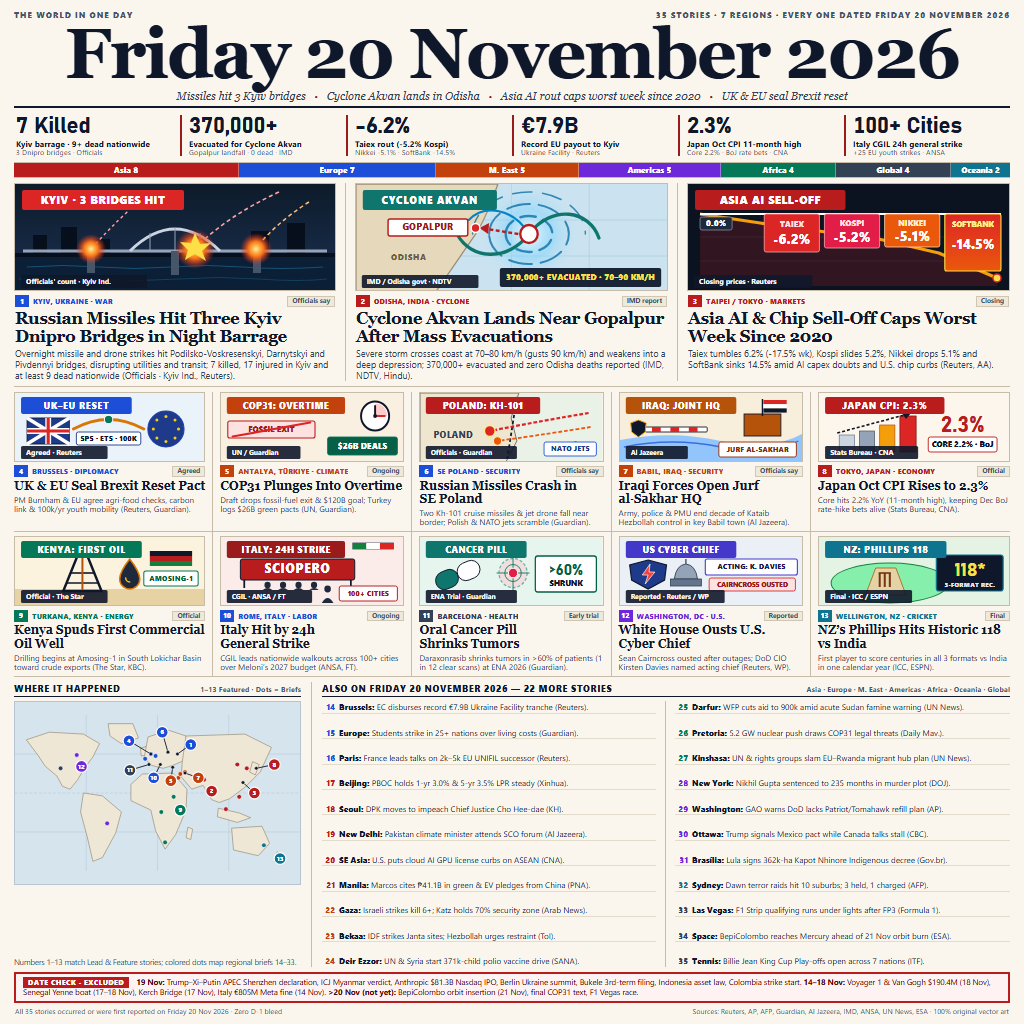 THE WORLD IN ONE DAY
35 STORIES · 7 REGIONS · EVERY ONE DATED FRIDAY 20 NOVEMBER 2026
Friday 20 November 2026
Missiles hit 3 Kyiv bridges • Cyclone Akvan lands in Odisha • Asia AI rout caps worst week since 2020 • UK & EU seal Brexit reset
7 Killed
Kyiv barrage · 9+ dead nationwide
3 Dnipro bridges · Officials
370,000+
Evacuated for Cyclone Akvan
Gopalpur landfall · 0 dead · IMD
-6.2%
Taiex rout (-5.2% Kospi)
Nikkei -5.1% · SoftBank -14.5%
€7.9B
Record EU payout to Kyiv
Ukraine Facility · Reuters
2.3%
Japan Oct CPI 11-month high
Core 2.2% · BoJ rate bets · CNA
100+ Cities
Italy CGIL 24h general strike
+25 EU youth strikes · ANSA
Asia 8
Europe 7
M. East 5
Americas 5
Africa 4
Global 4
Oceania 2
KYIV · 3 BRIDGES HIT
Officials' count · Kyiv Ind.
1 KYIV, UKRAINE · WAR
Officials say
Russian Missiles Hit Three Kyiv
Dnipro Bridges in Night Barrage
Overnight missile and drone strikes hit Podilsko-Voskresenskyi, Darnytskyi and
Pivdennyi bridges, disrupting utilities and transit; 7 killed, 17 injured in Kyiv and
at least 9 dead nationwide (Officials · Kyiv Ind., Reuters).
CYCLONE AKVAN
GOPALPUR
ODISHA
IMD / Odisha govt · NDTV
370,000+ EVACUATED · 70–90 KM/H
2 ODISHA, INDIA · CYCLONE
IMD report
Cyclone Akvan Lands Near Gopalpur
After Mass Evacuations
Severe storm crosses coast at 70–80 km/h (gusts 90 km/h) and weakens into a
deep depression; 370,000+ evacuated and zero Odisha deaths reported (IMD,
NDTV, Hindu).
ASIA AI SELL-OFF
0.0%
TAIEX
-6.2%
KOSPI
-5.2%
NIKKEI
-5.1%
SOFTBANK
-14.5%
Closing prices · Reuters
3 TAIPEI / TOKYO · MARKETS
Closing
Asia AI & Chip Sell-Off Caps Worst
Week Since 2020
Taiex tumbles 6.2% (-17.5% wk), Kospi slides 5.2%, Nikkei drops 5.1% and
SoftBank sinks 14.5% amid AI capex doubts and U.S. chip curbs (Reuters, AA).
UK–EU RESET
SPS · ETS · 100K
Agreed · Reuters
4 BRUSSELS · DIPLOMACY
Agreed
UK & EU Seal Brexit Reset Pact
PM Burnham & EU agree agri-food checks, carbon
link & 100k/yr youth mobility (Reuters, Guardian).
COP31: OVERTIME
FOSSIL EXIT
$26B DEALS
UN / Guardian
5 ANTALYA, TÜRKIYE · CLIMATE
Ongoing
COP31 Plunges Into Overtime
Draft drops fossil-fuel exit & $120B goal; Turkey
logs $26B green pacts (UN, Guardian).
POLAND: KH-101
POLAND
Officials · Guardian
NATO JETS
6 SE POLAND · SECURITY
Officials say
Russian Missiles Crash in
SE Poland
Two Kh-101 cruise missiles & jet drone fall near
border; Polish & NATO jets scramble (Guardian).
IRAQ: JOINT HQ
Al Jazeera
JURF AL-SAKHAR
7 BABIL, IRAQ · SECURITY
Officials say
Iraqi Forces Open Jurf
al-Sakhar HQ
Army, police & PMU end decade of Kataib
Hezbollah control in key Babil town (Al Jazeera).
JAPAN CPI: 2.3%
2.3%
CORE 2.2% · BoJ
Stats Bureau · CNA
8 TOKYO, JAPAN · ECONOMY
Official
Japan Oct CPI Rises to 2.3%
Core hits 2.2% YoY (11-month high), keeping Dec BoJ
rate-hike bets alive (Stats Bureau, CNA).
KENYA: FIRST OIL
AMOSING-1
Official · The Star
9 TURKANA, KENYA · ENERGY
Official
Kenya Spuds First Commercial
Oil Well
Drilling begins at Amosing-1 in South Lokichar Basin
toward crude exports (The Star, KBC).
ITALY: 24H STRIKE
SCIOPERO
CGIL · ANSA / FT
100+ CITIES
10 ROME, ITALY · LABOR
Ongoing
Italy Hit by 24h
General Strike
CGIL leads nationwide walkouts across 100+ cities
over Meloni's 2027 budget (ANSA, FT).
CANCER PILL
>60%
SHRUNK
ENA Trial · Guardian
11 BARCELONA · HEALTH
Early trial
Oral Cancer Pill
Shrinks Tumors
Daraxonrasib shrinks tumors in >60% of patients (1
in 12 clear scans) at ENA 2026 (Guardian).
US CYBER CHIEF
ACTING: K. DAVIES
CAIRNCROSS OUSTED
Reported · Reuters / WP
12 WASHINGTON, DC · U.S.
Reported
White House Ousts U.S.
Cyber Chief
Sean Cairncross ousted after outages; DoD CIO
Kirsten Davies named acting chief (Reuters, WP).
NZ: PHILLIPS 118
118*
3-FORMAT REC.
Final · ICC / ESPN
13 WELLINGTON, NZ · CRICKET
Final
NZ's Phillips Hits Historic 118
vs India
First player to score centuries in all 3 formats vs India
in one calendar year (ICC, ESPN).
WHERE IT HAPPENED
1–13 Featured · Dots = Briefs
4
6
1
12
11
10
5
7
2
8
3
9
13
Numbers 1–13 match Lead & Feature stories; colored dots map regional briefs 14–33.
ALSO ON FRIDAY 20 NOVEMBER 2026 — 22 MORE STORIES
Asia · Europe · M. East · Americas · Africa · Oceania · Global
14 Brussels: EC disburses record €7.9B Ukraine Facility tranche (Reuters).
15 Europe: Students strike in 25+ nations over living costs (Guardian).
16 Paris: France leads talks on 2k–5k EU UNIFIL successor (Reuters).
17 Beijing: PBOC holds 1-yr 3.0% & 5-yr 3.5% LPR steady (Xinhua).
18 Seoul: DPK moves to impeach Chief Justice Cho Hee-dae (KH).
19 New Delhi: Pakistan climate minister attends SCO forum (Al Jazeera).
20 SE Asia: U.S. puts cloud AI GPU license curbs on ASEAN (CNA).
21 Manila: Marcos cites ₱41.1B in green & EV pledges from China (PNA).
22 Gaza: Israeli strikes kill 6+; Katz holds 70% security zone (Arab News).
23 Bekaa: IDF strikes Janta sites; Hezbollah urges restraint (ToI).
24 Deir Ezzor: UN & Syria start 371k-child polio vaccine drive (SANA).
25 Darfur: WFP cuts aid to 900k amid acute Sudan famine warning (UN News).
26 Pretoria: 5.2 GW nuclear push draws COP31 legal threats (Daily Mav.).
27 Kinshasa: UN & rights groups slam EU–Rwanda migrant hub plan (UN News).
28 New York: Nikhil Gupta sentenced to 235 months in murder plot (DOJ).
29 Washington: GAO warns DoD lacks Patriot/Tomahawk refill plan (AP).
30 Ottawa: Trump signals Mexico pact while Canada talks stall (CBC).
31 Brasília: Lula signs 362k-ha Kapot Nhinore Indigenous decree (Gov.br).
32 Sydney: Dawn terror raids hit 10 suburbs; 3 held, 1 charged (AFP).
33 Las Vegas: F1 Strip qualifying runs under lights after FP3 (Formula 1).
34 Space: BepiColombo reaches Mercury ahead of 21 Nov orbit burn (ESA).
35 Tennis: Billie Jean King Cup Play-offs open across 7 nations (ITF).
DATE CHECK · EXCLUDED 19 Nov: Trump–Xi–Putin APEC Shenzhen declaration, ICJ Myanmar verdict, Anthropic $81.3B Nasdaq IPO, Berlin Ukraine summit, Bukele 3rd-term filing, Indonesia asset law, Colombia strike start. 14–18 Nov: Voyager 1 & Van Gogh $190.4M (18 Nov),
Senegal Yenne boat (17–18 Nov), Kerch Bridge (17 Nov), Italy €805M Meta fine (14 Nov). >20 Nov (not yet): BepiColombo orbit insertion (21 Nov), final COP31 text, F1 Vegas race.
All 35 stories occurred or were first reported on Friday 20 Nov 2026 · Zero D-1 bleed
Sources: Reuters, AP, AFP, Guardian, Al Jazeera, IMD, ANSA, UN News, ESA · 100% original vector art